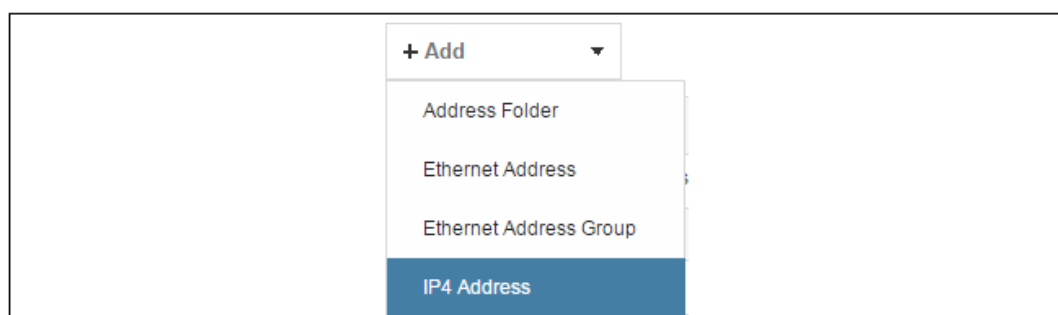 + Add
Address Folder
Ethernet Address
s
Ethernet Address Group
IP4 Address